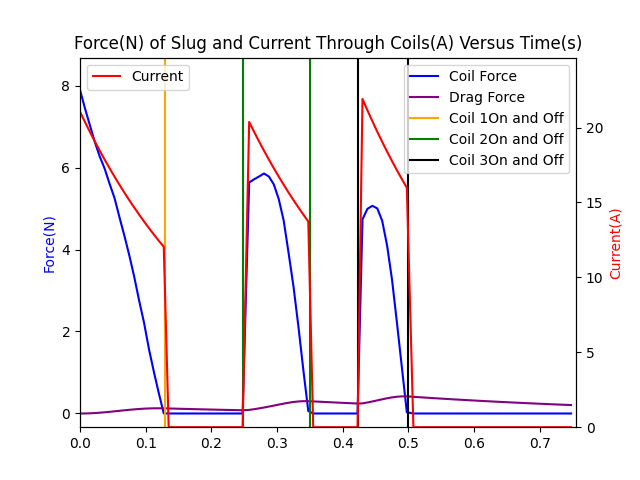 Force(N) of Slug and Current Through Coils(A) Versus Time(s)
Current
Coil Force
Drag Force
Coil 1On and Off
Coil 2On and Off
Coil 3On and Off
Force(N)
8
6
4
2
0
Current(A)
20
15
10
5
0
0.0 0.1 0.2 0.3 0.4 0.5 0.6 0.7